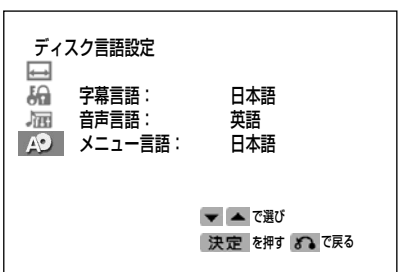 ディスク言語設定
字幕言語： 日本語
音声言語： 英語
メニュー言語： 日本語
で選び
決定 を押す で戻る